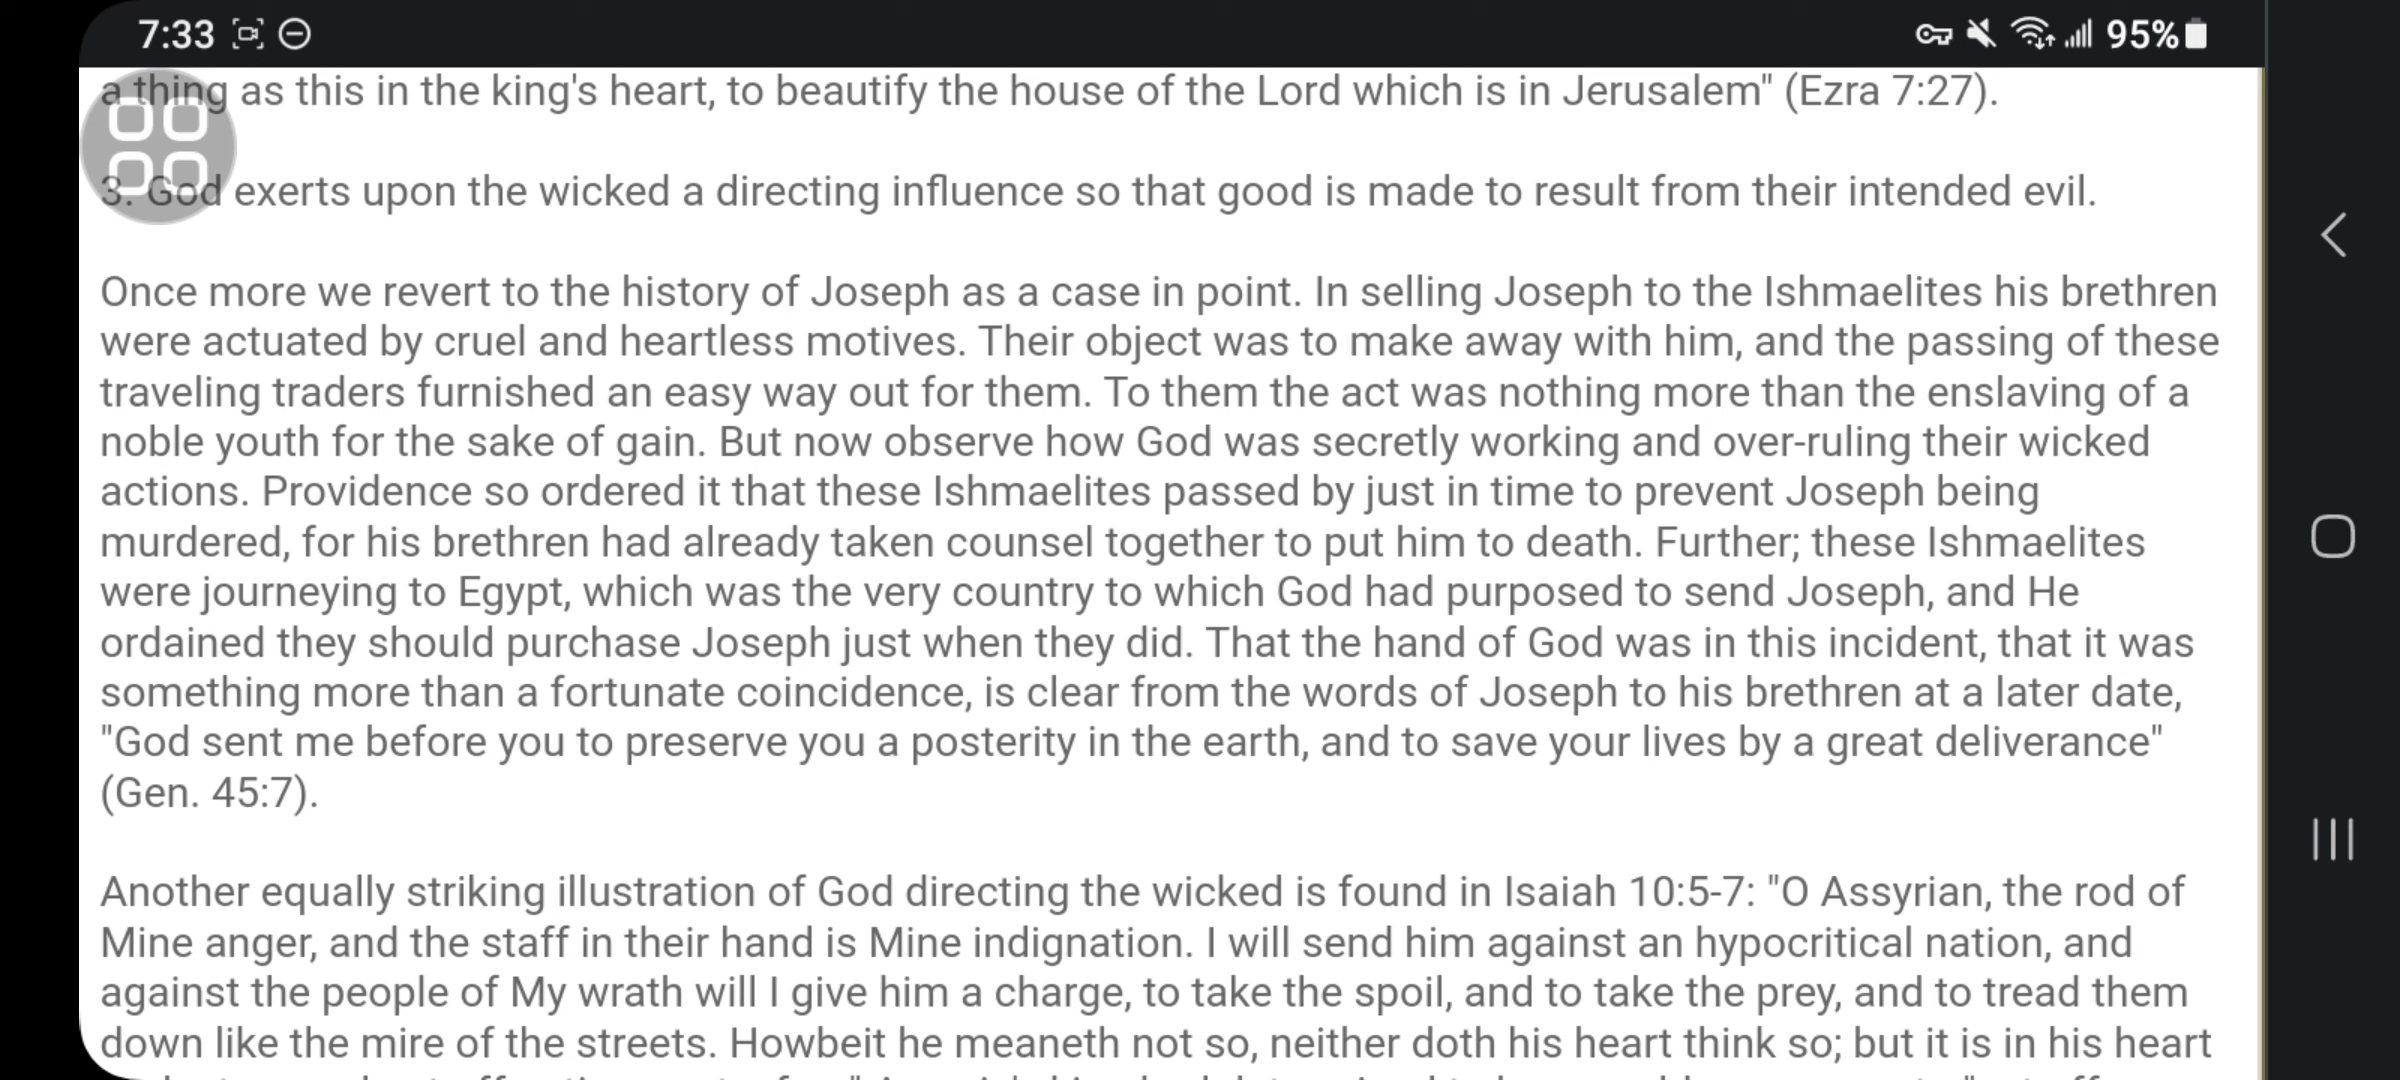 7:33
95%
a thing as this in the king's heart, to beautify the house of the Lord which is in Jerusalem" (Ezra 7:27).
3. God exerts upon the wicked a directing influence so that good is made to result from their intended evil.
Once more we revert to the history of Joseph as a case in point. In selling Joseph to the Ishmaelites his brethren
were actuated by cruel and heartless motives. Their object was to make away with him, and the passing of these
traveling traders furnished an easy way out for them. To them the act was nothing more than the enslaving of a
noble youth for the sake of gain. But now observe how God was secretly working and over-ruling their wicked
actions. Providence so ordered it that these Ishmaelites passed by just in time to prevent Joseph being
murdered, for his brethren had already taken counsel together to put him to death. Further; these Ishmaelites
were journeying to Egypt, which was the very country to which God had purposed to send Joseph, and He
ordained they should purchase Joseph just when they did. That the hand of God was in this incident, that it was
something more than a fortunate coincidence, is clear from the words of Joseph to his brethren at a later date,
"God sent me before you to preserve you a posterity in the earth, and to save your lives by a great deliverance"
(Gen. 45:7).
Another equally striking illustration of God directing the wicked is found in Isaiah 10:5-7: "O Assyrian, the rod of
Mine anger, and the staff in their hand is Mine indignation. I will send him against an hypocritical nation, and
against the people of My wrath will I give him a charge, to take the spoil, and to take the prey, and to tread them
down like the mire of the streets. Howbeit he meaneth not so, neither doth his heart think so; but it is in his heart